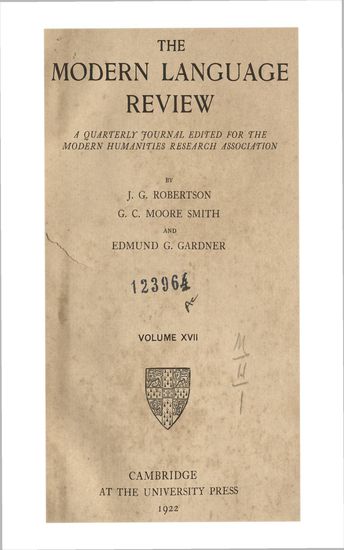 THE
MODERN LANGUAGE
REVIEW
A QUARTERLY JOURNAL EDITED FOR THE
MODERN HUMANITIES RESEARCH ASSOCIATION
BY
J. G. ROBERTSON
G. C. MOORE SMITH
AND
EDMUND G. GARDNER
123964
VOLUME XVII
CAMBRIDGE
AT THE UNIVERSITY PRESS
1922